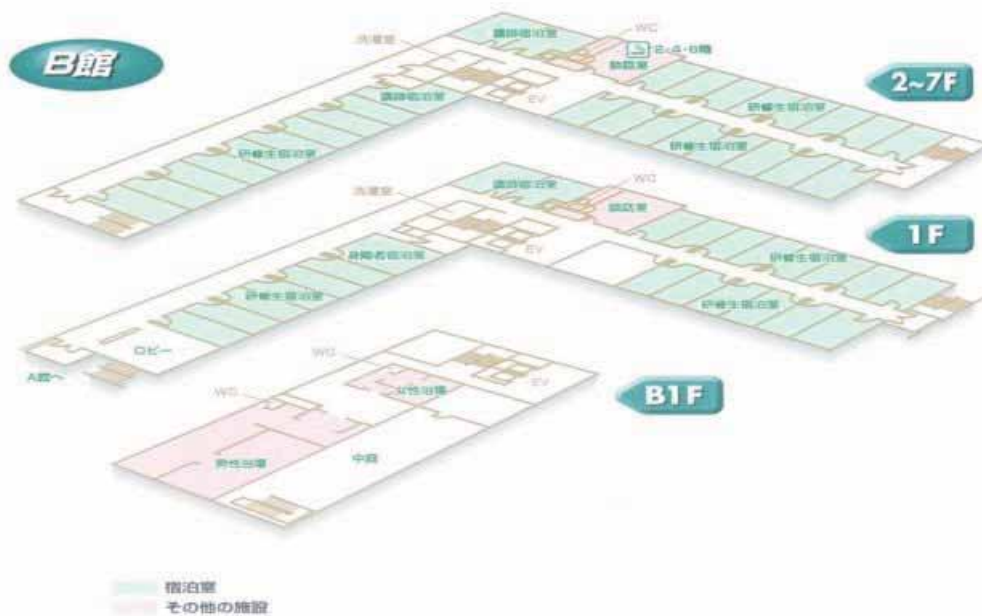 B館
2~7F
講師宿泊室
WC
洗濯室
2・4・6階
談話室
講師宿泊室
EV
研修生宿泊室
研修生宿泊室
研修生宿泊室
1F
講師宿泊室
WC
洗濯室
談話室
EV
身障者宿泊室
研修生宿泊室
研修生宿泊室
研修生宿泊室
ロビー
A館へ
B1F
WC
EV
女性浴場
WC
男性浴場
中庭
宿泊室
その他の施設